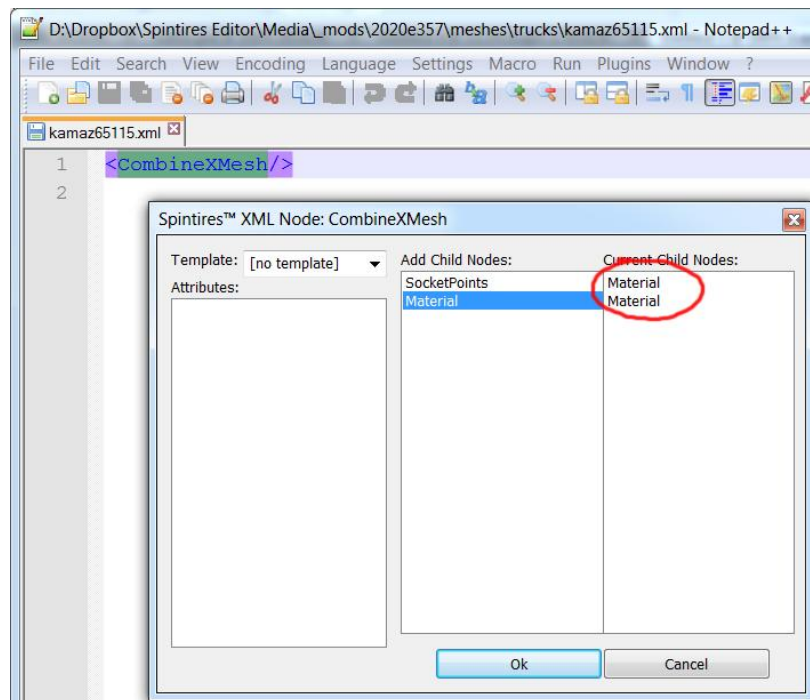 D:\Dropbox\Spintires Editor\Media\_mods\2020e357\meshes\trucks\kamaz65115.xml - Notepad++
File Edit Search View Encoding Language Settings Macro Run Plugins Window ?
kamaz65115.xml
1 <CombineXMesh/>
2
Spintires™ XML Node: CombineXMesh
Template: [no template] Add Child Nodes: Current Child Nodes:
Attributes: SocketPoints Material
Material Material
Ok Cancel